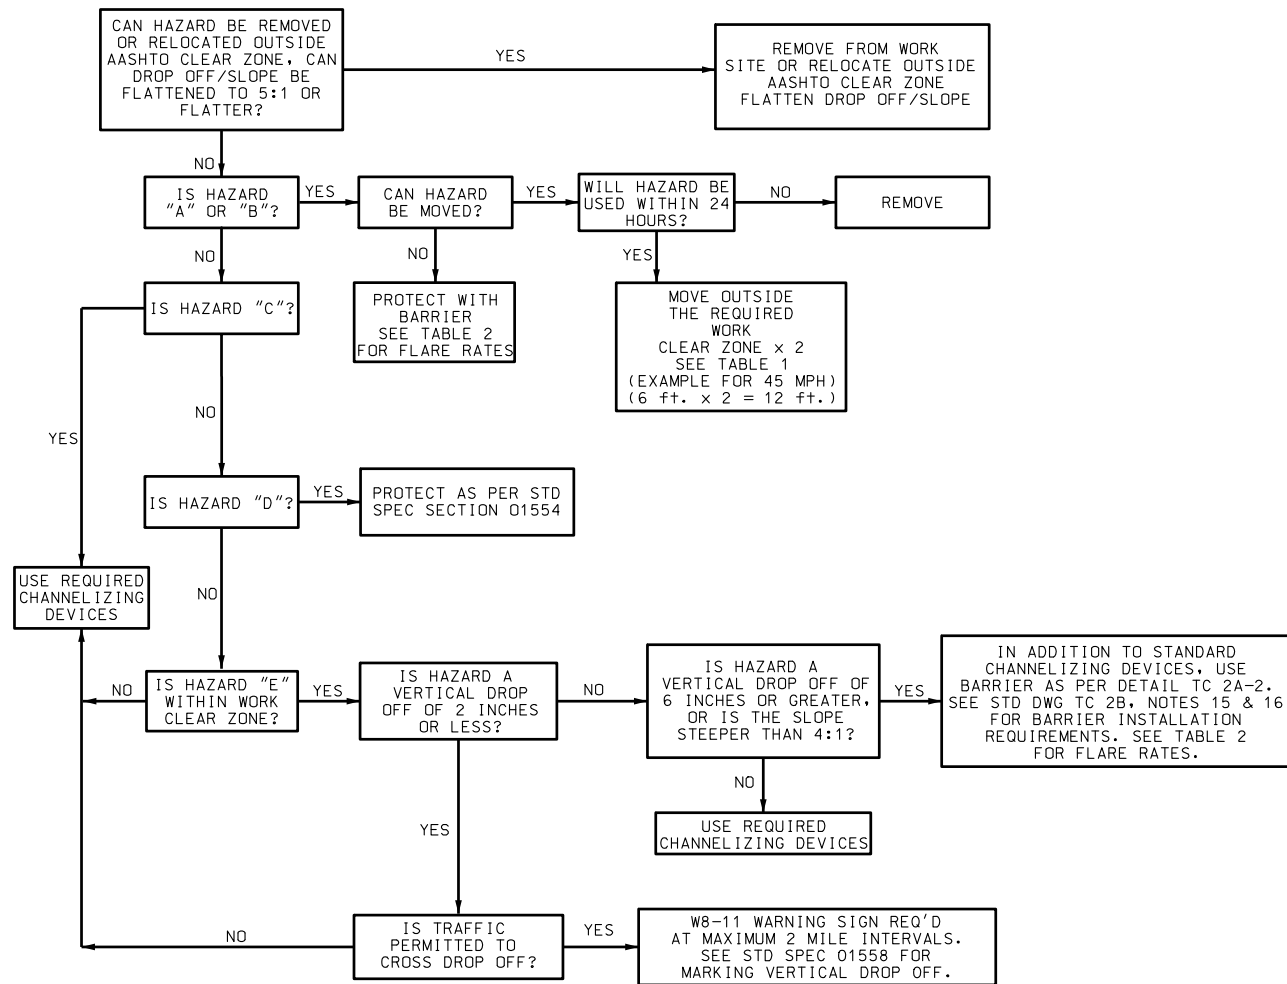 CAN HAZARD BE REMOVED
OR RELOCATED OUTSIDE
AASHTO CLEAR ZONE, CAN
DROP OFF/SLOPE BE
FLATTENED TO 5:1 OR
FLATTER?
YES
REMOVE FROM WORK
SITE OR RELOCATE OUTSIDE
AASHTO CLEAR ZONE
FLATTEN DROP OFF/SLOPE
NO
IS HAZARD
"A" OR "B"?
YES
CAN HAZARD
BE MOVED?
YES
WILL HAZARD BE
USED WITHIN 24
HOURS?
NO
REMOVE
NO
NO
YES
IS HAZARD "C"?
PROTECT WITH
BARRIER
SEE TABLE 2
FOR FLARE RATES
MOVE OUTSIDE
THE REQUIRED
WORK
CLEAR ZONE x 2
SEE TABLE 1
(EXAMPLE FOR 45 MPH)
(6 ft. x 2 = 12 ft.)
YES
NO
IS HAZARD "D"?
YES
PROTECT AS PER STD
SPEC SECTION 01554
USE REQUIRED
CHANNELIZING
DEVICES
NO
NO
IS HAZARD "E"
WITHIN WORK
CLEAR ZONE?
YES
IS HAZARD A
VERTICAL DROP
OFF OF 2 INCHES
OR LESS?
NO
IS HAZARD A
VERTICAL DROP OFF OF
6 INCHES OR GREATER,
OR IS THE SLOPE
STEEPER THAN 4:1?
YES
IN ADDITION TO STANDARD
CHANNELIZING DEVICES, USE
BARRIER AS PER DETAIL TC 2A-2.
SEE STD DWG TC 2B, NOTES 15 & 16
FOR BARRIER INSTALLATION
REQUIREMENTS. SEE TABLE 2
FOR FLARE RATES.
NO
USE REQUIRED
CHANNELIZING DEVICES
YES
NO
IS TRAFFIC
PERMITTED TO
CROSS DROP OFF?
YES
W8-11 WARNING SIGN REQ'D
AT MAXIMUM 2 MILE INTERVALS.
SEE STD SPEC 01558 FOR
MARKING VERTICAL DROP OFF.